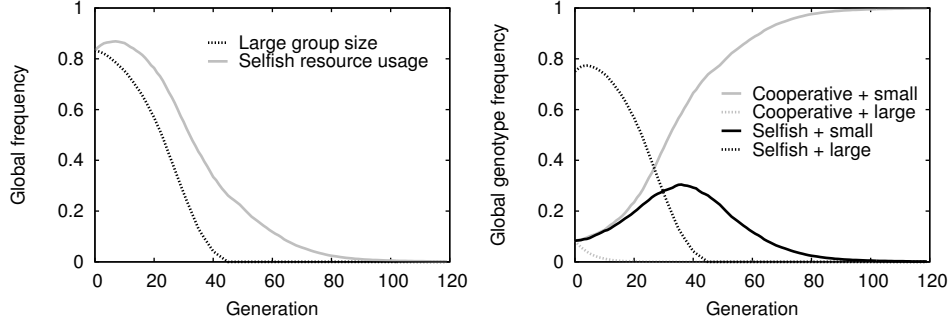 1
0.8
0.6
0.4
0.2
0
0 20 40 60 80 100 120
Global frequency
Generation
Large group size
Selfish resource usage
1
0.8
0.6
0.4
0.2
0
0 20 40 60 80 100 120
Global genotype frequency
Generation
Cooperative + small
Cooperative + large
Selfish + small
Selfish + large